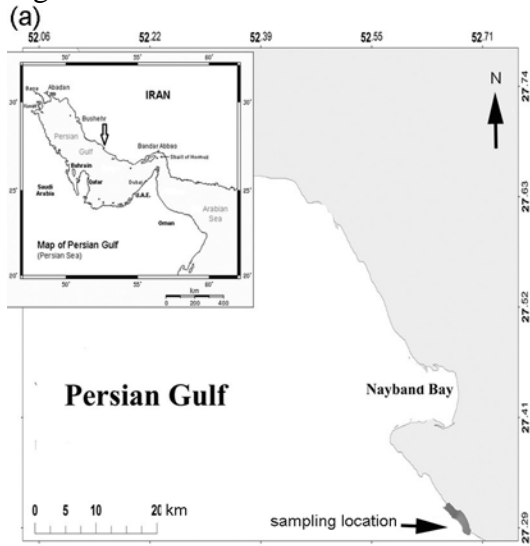 (a)
52.06 52.22 52.39 52.55 52.71
27.74
N
27.63
27.52
27.41
27.29
IRAN
Abadan
Bushehr
Persian
Gulf
Bandar Abbas
Strait of Hormuz
Bahrain
Qatar
Dubai
Saudi
Arabia
U.A.E.
Oman
Arabian
Sea
Map of Persian Gulf
(Persian Sea)
30° 25° 20°
50° 55° 60°
km
0 200 400
Persian Gulf
Nayband Bay
0 5 10 20 km
sampling location